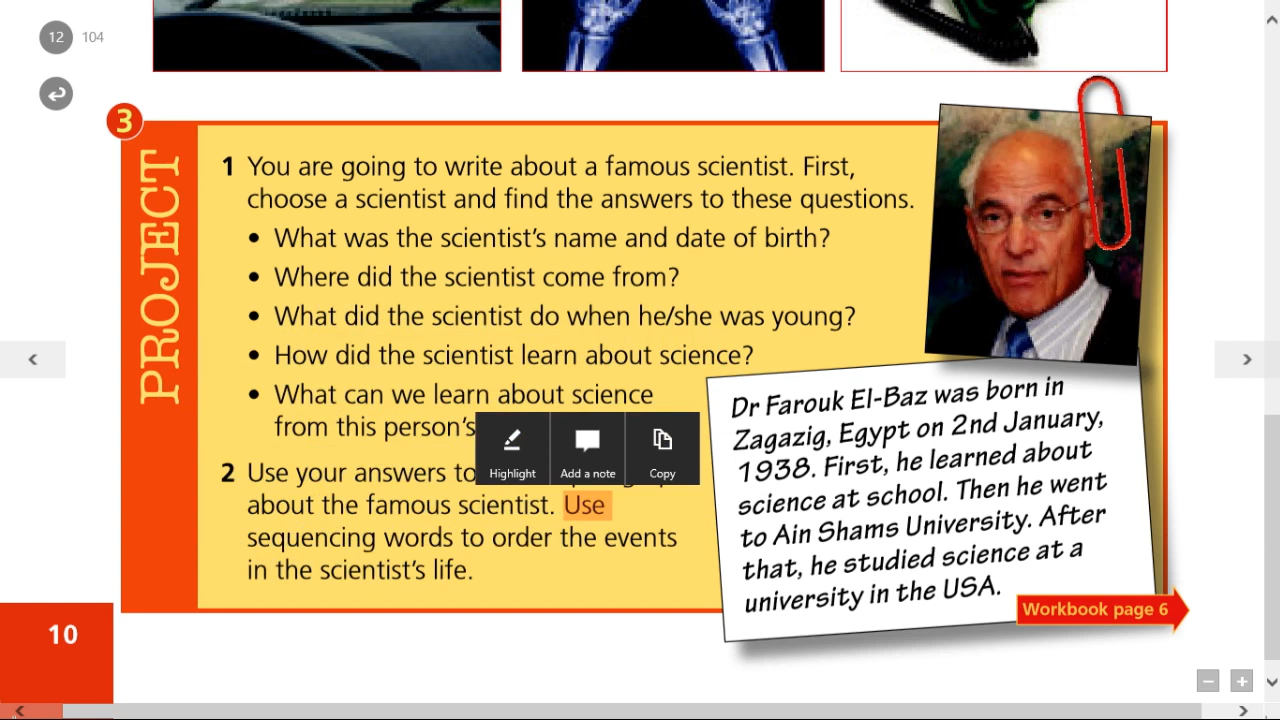 12 104
3
PROJECT
1 You are going to write about a famous scientist. First,
choose a scientist and find the answers to these questions.
• What was the scientist's name and date of birth?
• Where did the scientist come from?
• What did the scientist do when he/she was young?
• How did the scientist learn about science?
• What can we learn about science
from this person's
Highlight Add a note Copy
2 Use your answers to
about the famous scientist. Use
sequencing words to order the events
in the scientist's life.
Dr Farouk El-Baz was born in
Zagazig, Egypt on 2nd January,
1938. First, he learned about
science at school. Then he went
to Ain Shams University. After
that, he studied science at a
university in the USA.
Workbook page 6
10